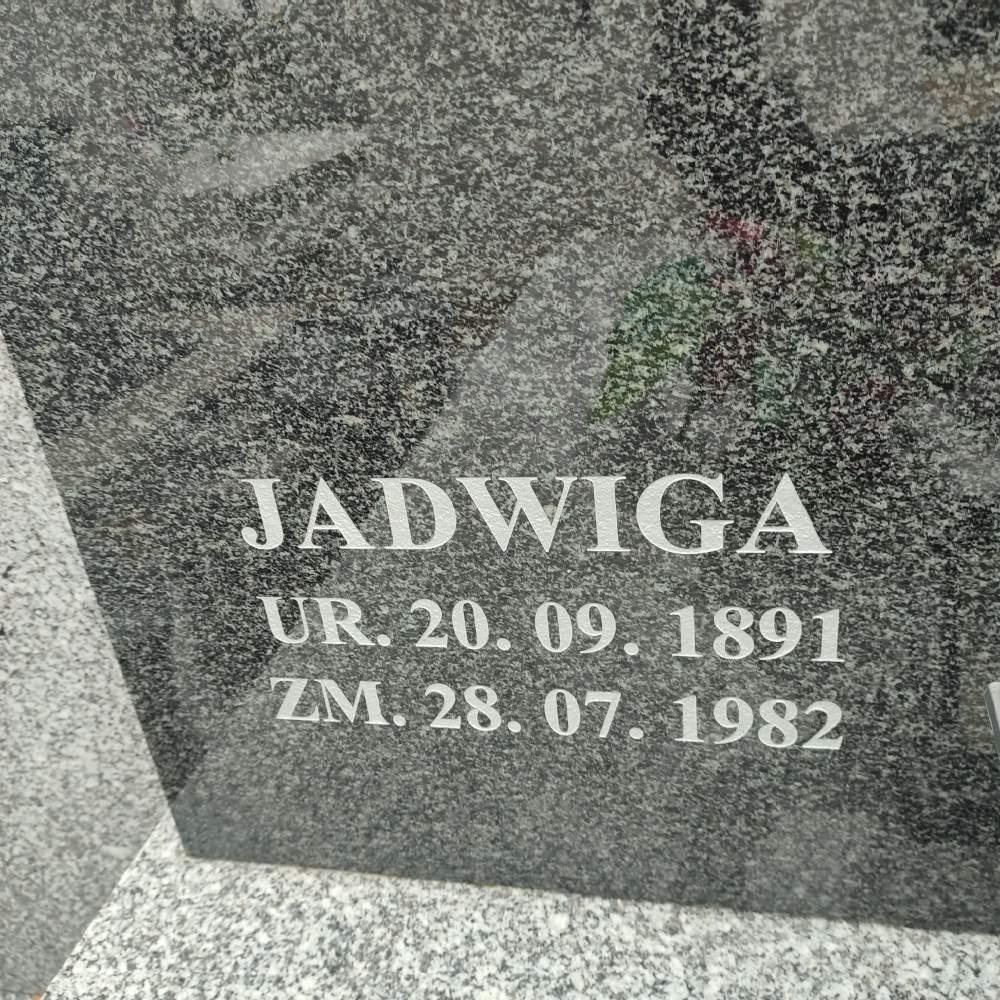 JADWIGA
UR. 20. 09. 1891
ZM. 28. 07. 1982